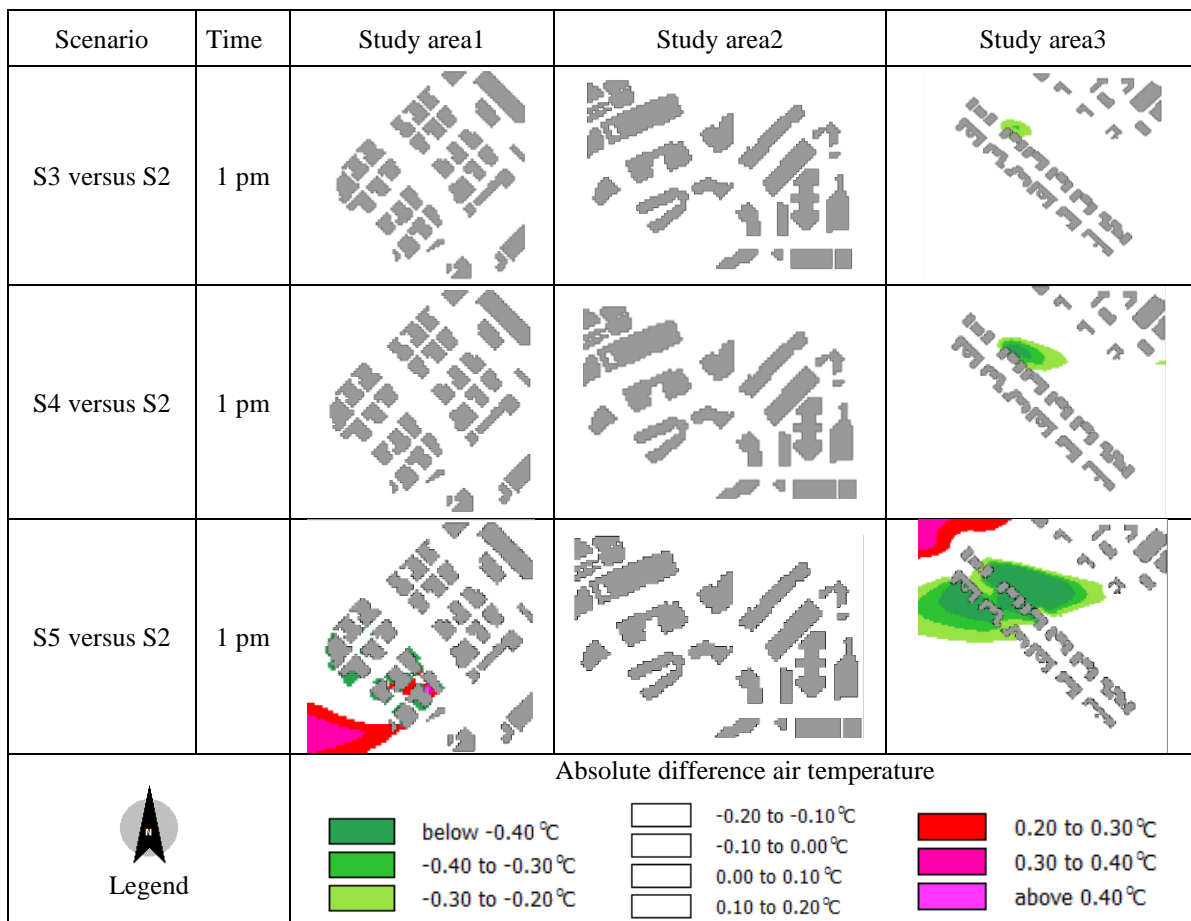 Scenario Time Study area1 Study area2 Study area3
S3 versus S2 1 pm
S4 versus S2 1 pm
S5 versus S2 1 pm
N
Legend
Absolute difference air temperature
below -0.40 °C
-0.40 to -0.30 °C
-0.30 to -0.20 °C
-0.20 to -0.10 °C
-0.10 to 0.00 °C
0.00 to 0.10 °C
0.10 to 0.20 °C
0.20 to 0.30 °C
0.30 to 0.40 °C
above 0.40 °C